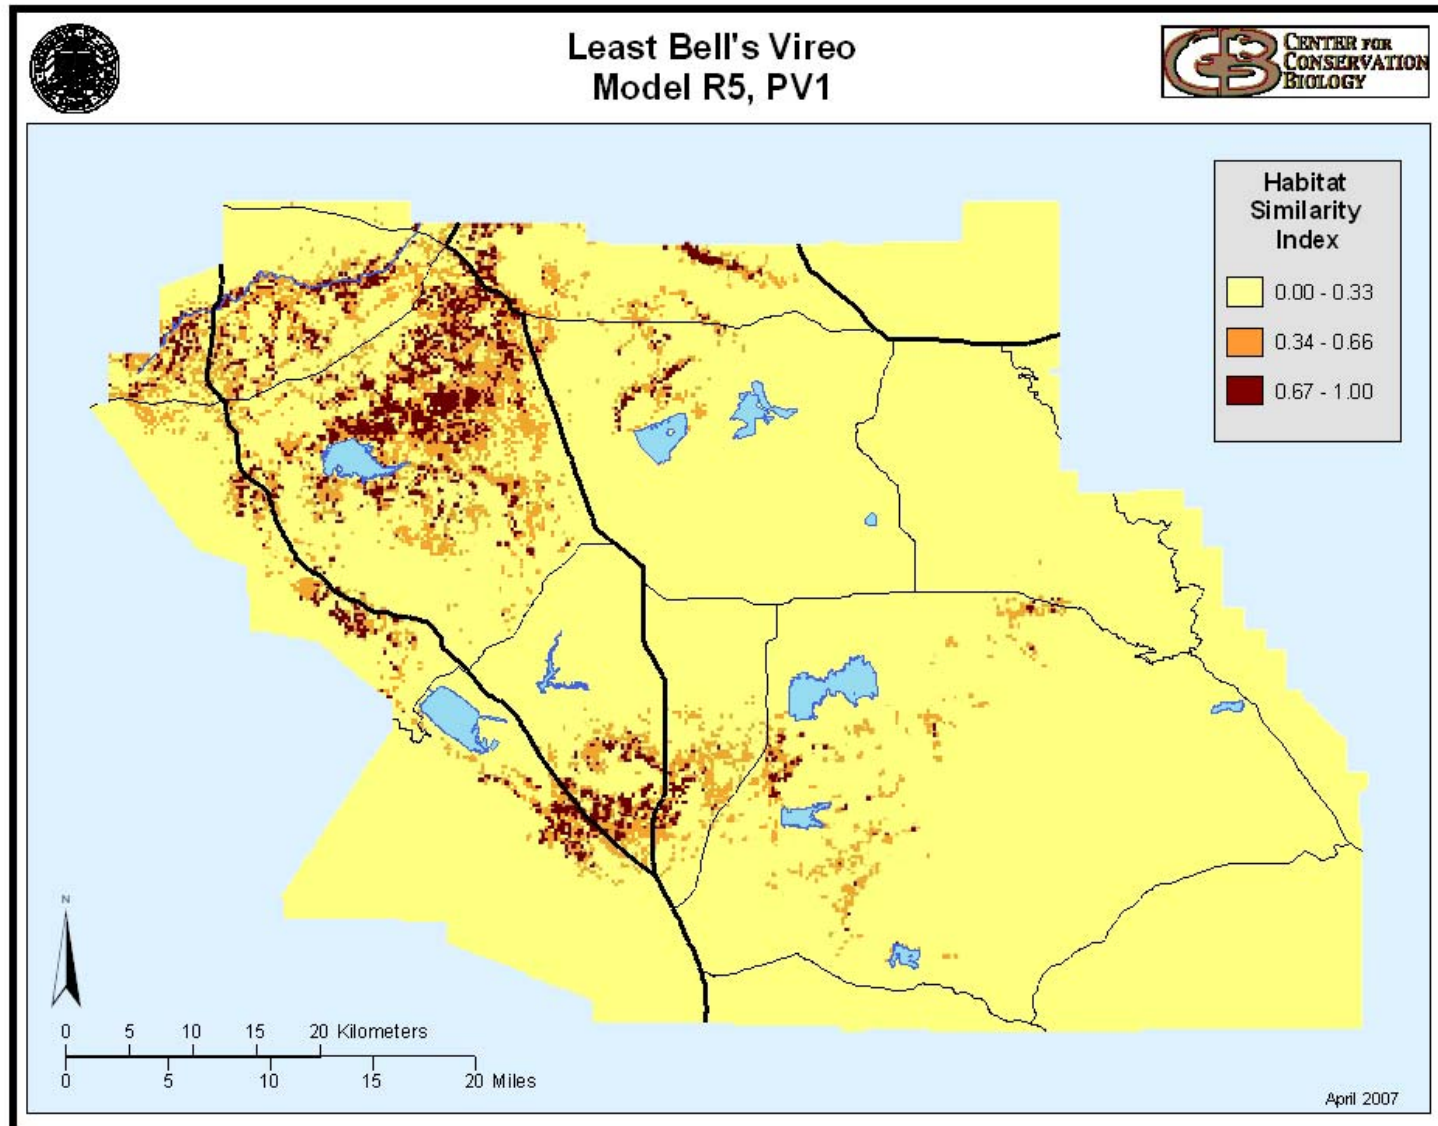 Least Bell's Vireo
Model R5, PV1
CENTER FOR
CONSERVATION
BIOLOGY
Habitat
Similarity
Index
0.00 - 0.33
0.34 - 0.66
0.67 - 1.00
N
0 5 10 15 20 Kilometers
0 5 10 15 20 Miles
April 2007